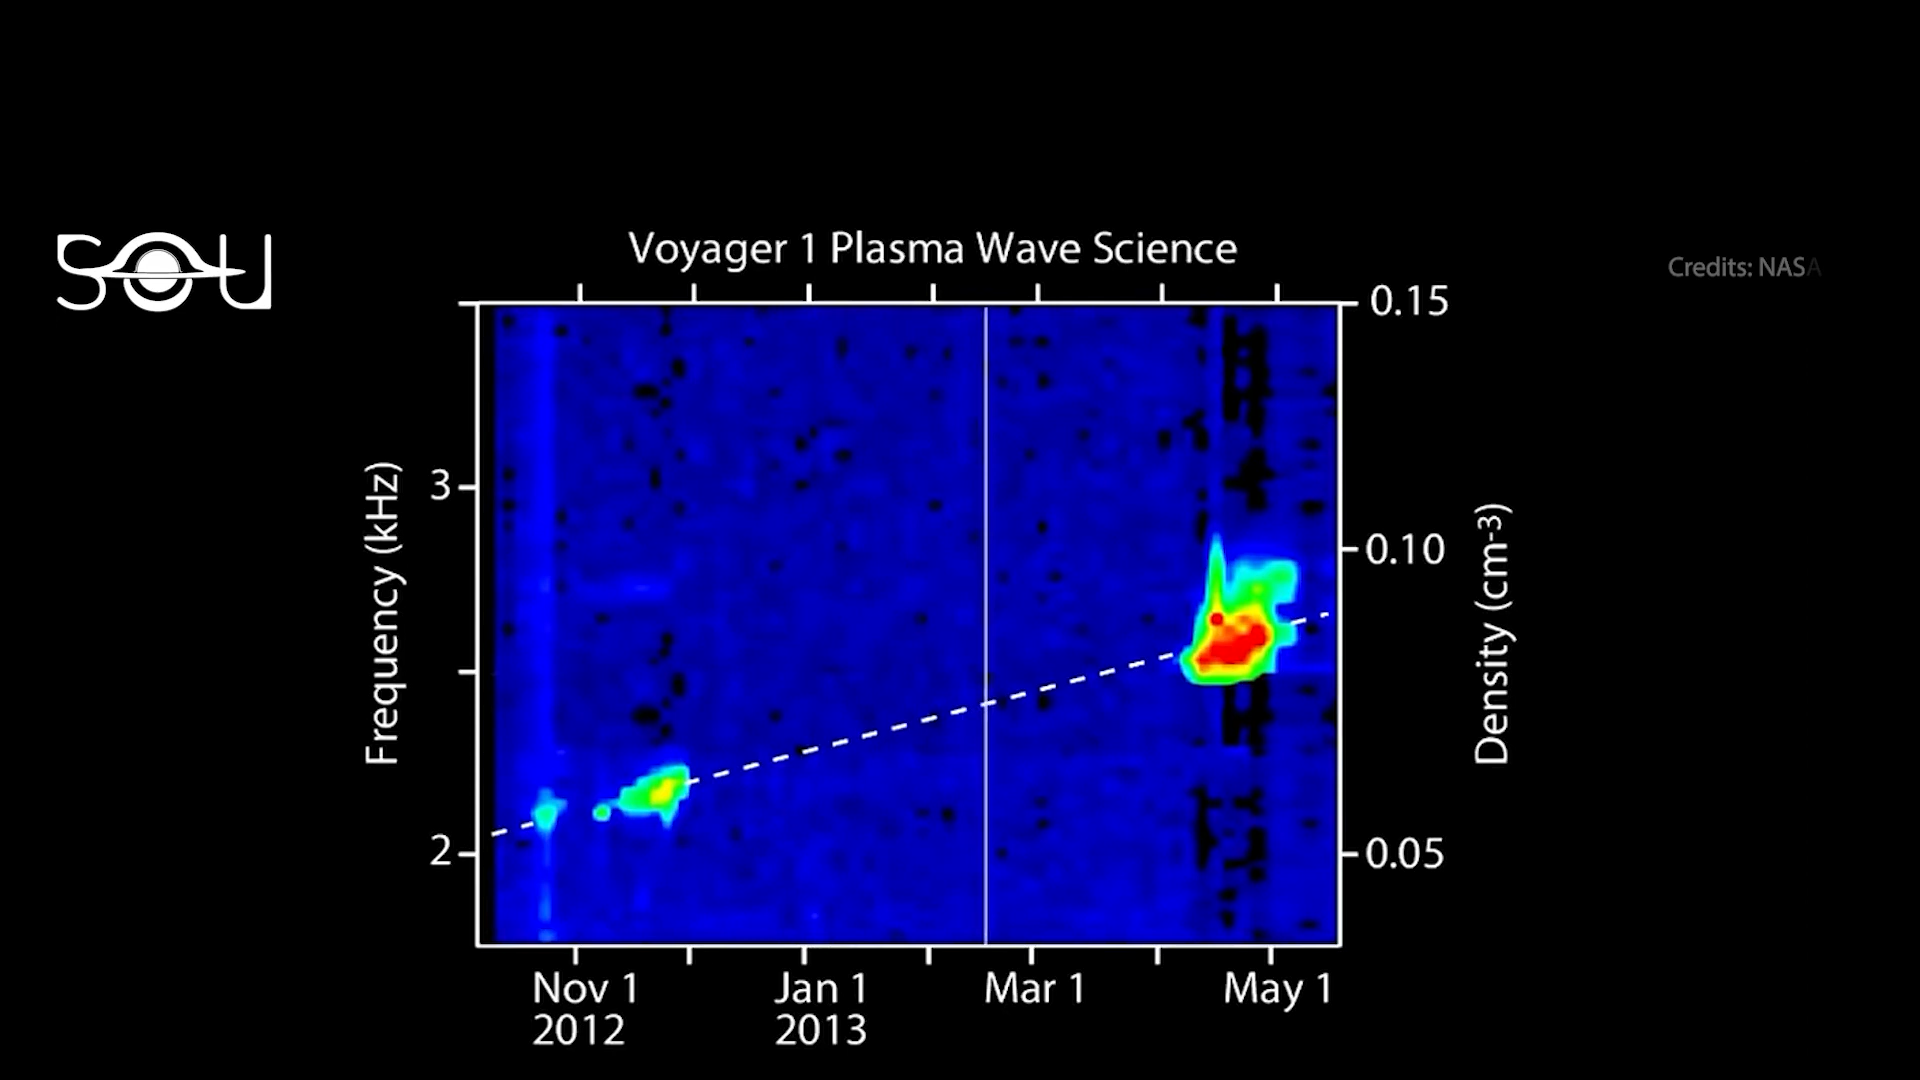 SOU
Voyager 1 Plasma Wave Science
Credits: NASA
0.15
3
0.10
Frequency (kHz)
Density (cm-3)
2
0.05
Nov 1
2012
Jan 1
2013
Mar 1
May 1